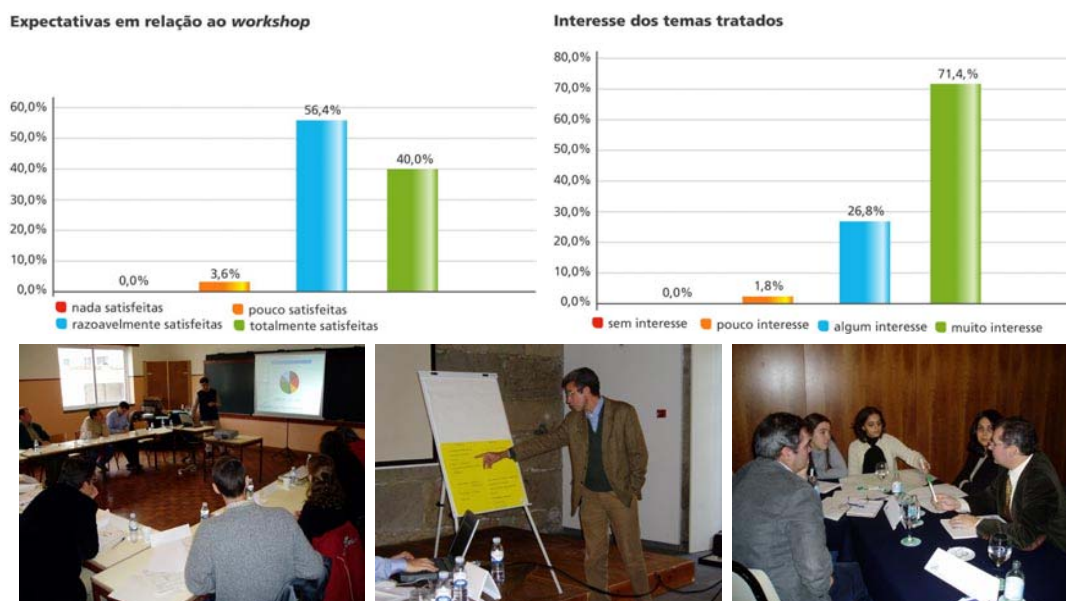 Expectativas em relação ao workshop
60,0%
50,0%
40,0%
30,0%
20,0%
10,0%
0,0%
0,0%
3,6%
56,4%
40,0%
nada satisfeitas
pouco satisfeitas
razoavelmente satisfeitas
totalmente satisfeitas
Interesse dos temas tratados
80,0%
70,0%
60,0%
50,0%
40,0%
30,0%
20,0%
10,0%
0,0%
0,0%
1,8%
26,8%
71,4,%
sem interesse
pouco interesse
algum interesse
muito interesse